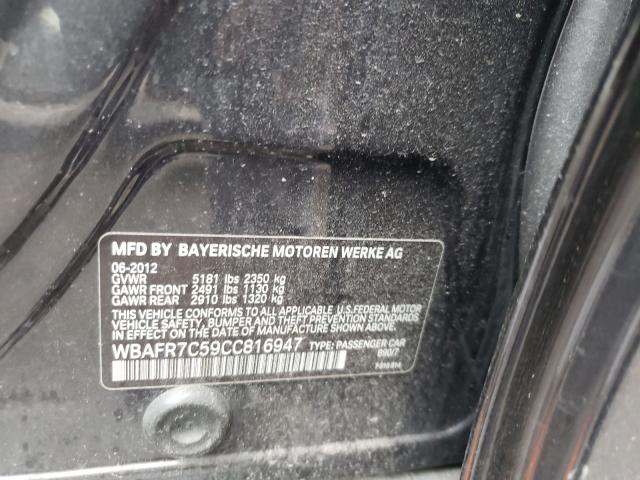 MFD BY BAYERISCHE MOTOREN WERKE AG
06-2012
GVWR 5181 lbs 2350 kg
GAWR FRONT 2491 lbs 1130 kg
GAWR REAR 2910 lbs 1320 kg
THIS VEHICLE CONFORMS TO ALL APPLICABLE U.S.FEDERAL MOTOR
VEHICLE SAFETY, BUMPER AND THEFT PREVENTION STANDARDS
IN EFFECT ON THE DATE OF MANUFACTURE SHOWN ABOVE.
WBAFR7C59CC816947 TYPE: PASSENGER CAR